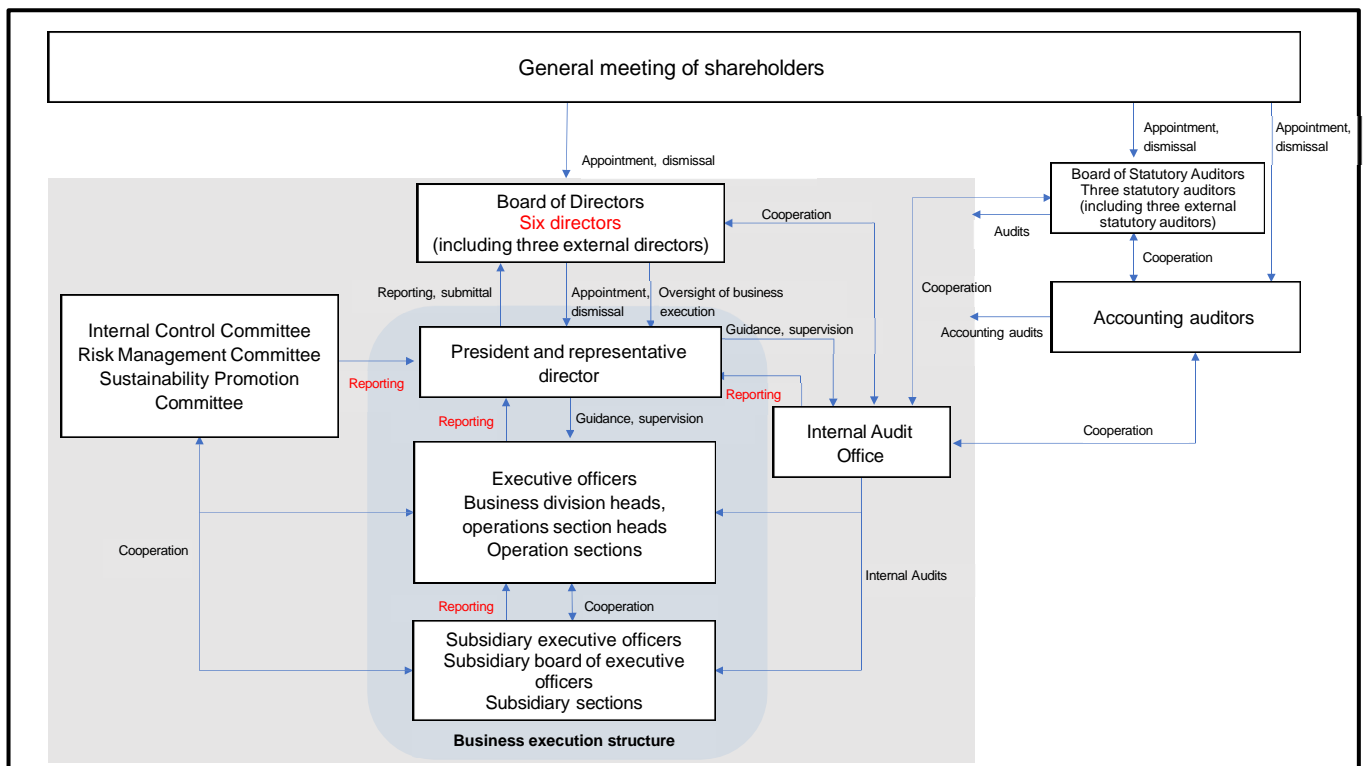 General meeting of shareholders
Appointment, dismissal
Appointment,
dismissal
Appointment,
dismissal
Board of Directors
Six directors
(including three external directors)
Cooperation
Board of Statutory Auditors
Three statutory auditors
(including three external
statutory auditors)
Audits
Cooperation
Reporting, submittal
Appointment,
dismissal
Oversight of business
execution
Cooperation
Internal Control Committee
Risk Management Committee
Sustainability Promotion
Committee
Reporting
President and representative
director
Guidance, supervision
Reporting
Accounting audits
Accounting auditors
Reporting
Guidance, supervision
Internal Audit
Office
Cooperation
Executive officers
Business division heads,
operations section heads
Operation sections
Cooperation
Internal Audits
Reporting
Cooperation
Subsidiary executive officers
Subsidiary board of executive
officers
Subsidiary sections
Business execution structure